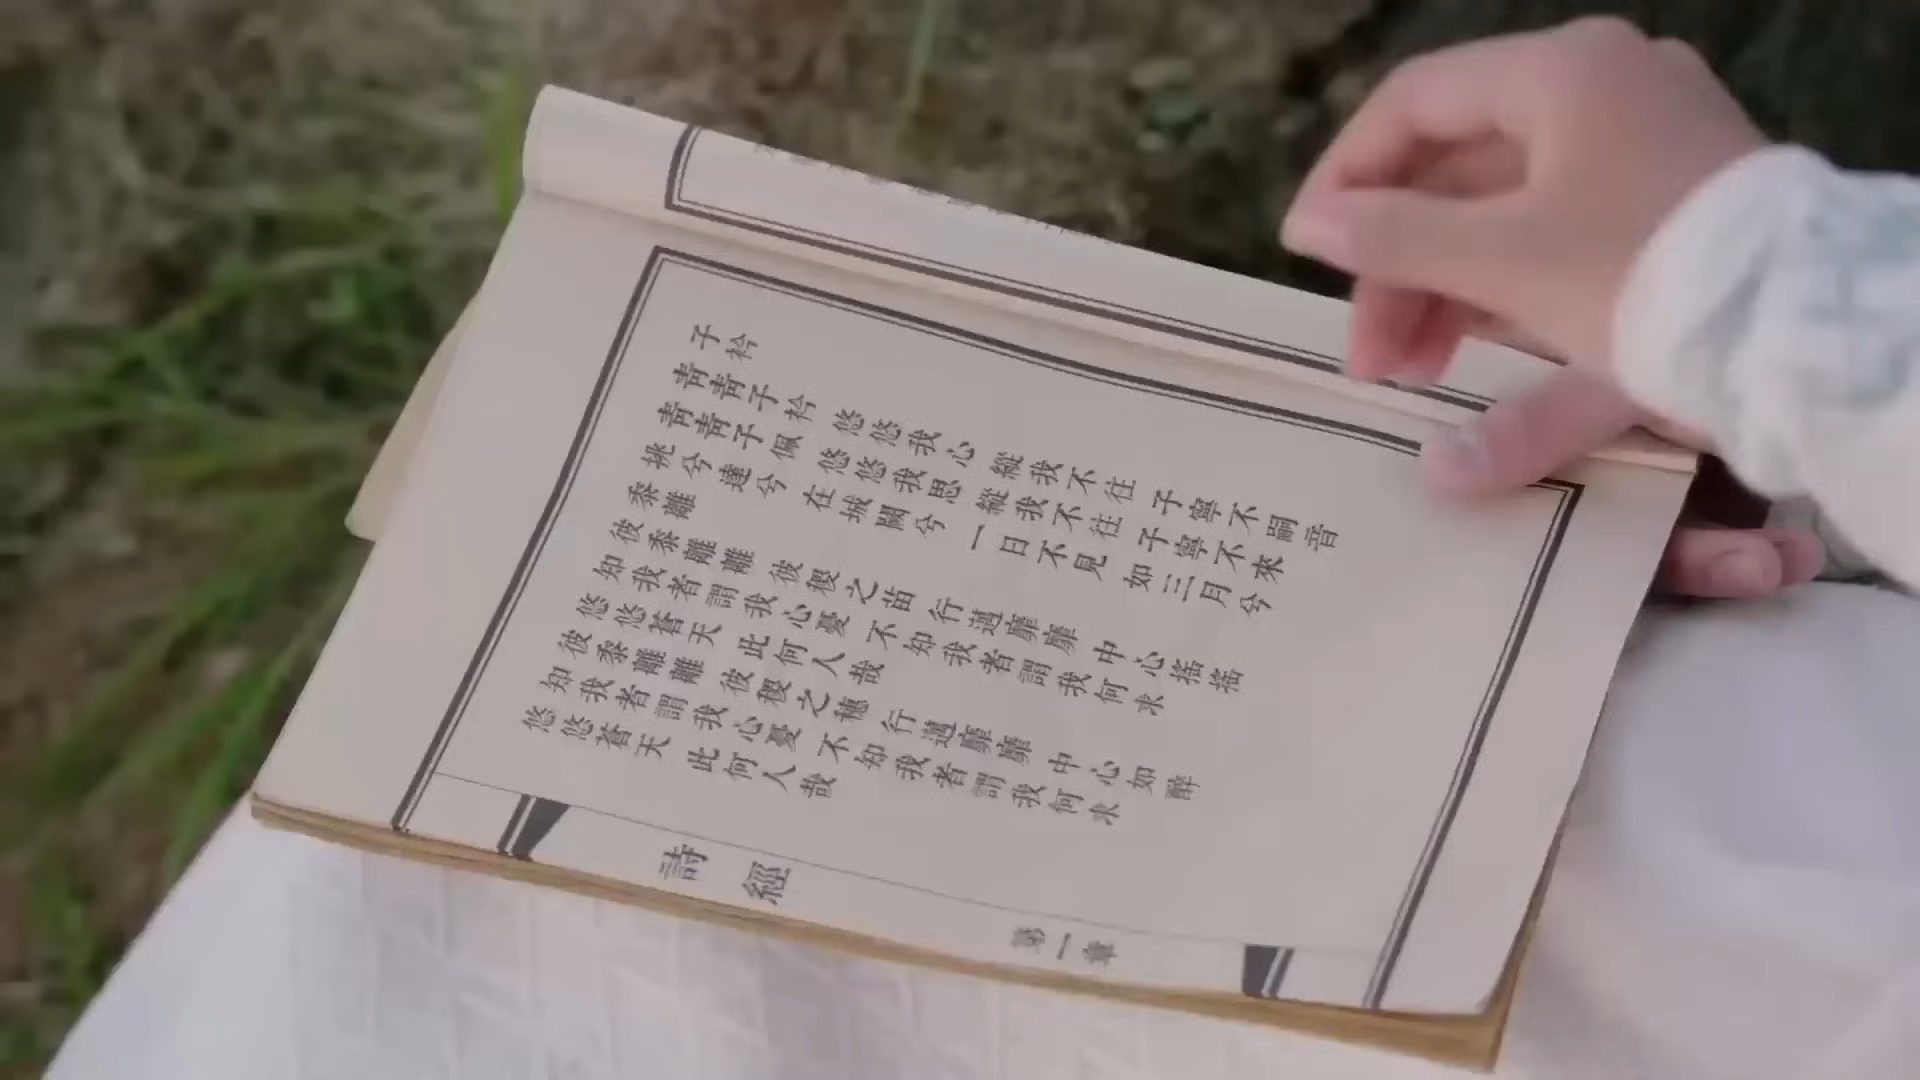 子衿
青青子衿 悠悠我心 縱我不往 子寧不嗣音
青青子佩 悠悠我思 縱我不往 子寧不來
挑兮達兮 在城闕兮 一日不見 如三月兮
黍離
彼黍離離 彼稷之苗 行邁靡靡 中心搖搖
知我者謂我心憂 不知我者謂我何求
悠悠蒼天 此何人哉
彼黍離離 彼稷之穗 行邁靡靡 中心如醉
知我者謂我心憂 不知我者謂我何求
悠悠蒼天 此何人哉
詩經 第一章